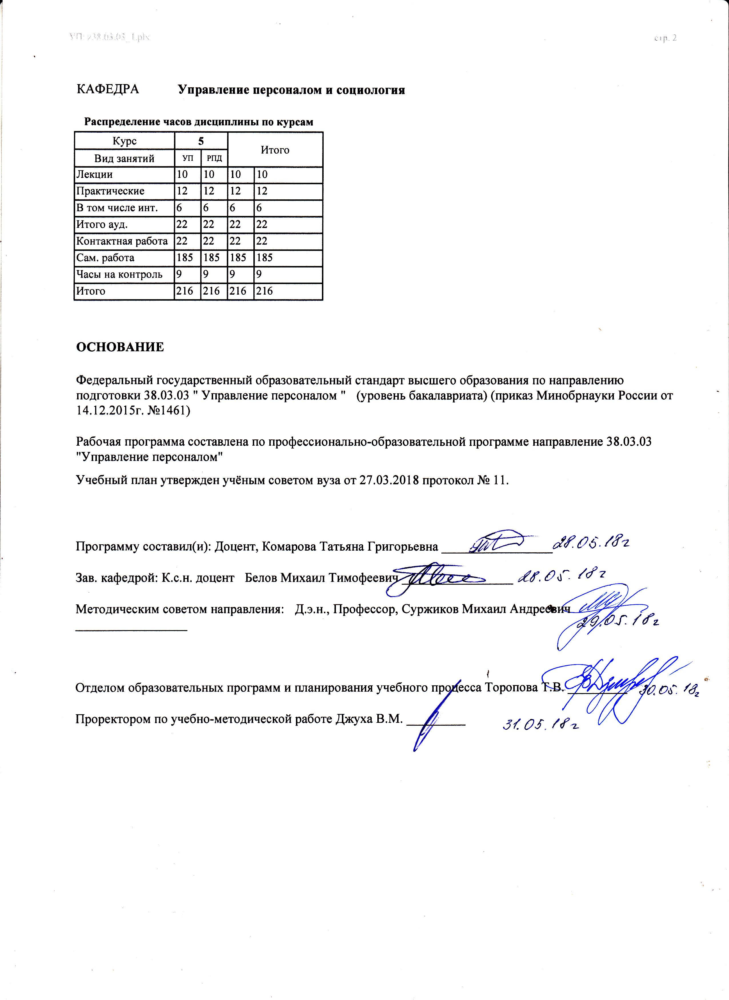 УП: z38.03.03_1.plx стр. 2
КАФЕДРА Управление персоналом и социология
Распределение часов дисциплины по курсам
Курс 5 Итого
Вид занятий УП РПД
Лекции 10 10 10 10
Практические 12 12 12 12
В том числе инт. 6 6 6 6
Итого ауд. 22 22 22 22
Контактная работа 22 22 22 22
Сам. работа 185 185 185 185
Часы на контроль 9 9 9 9
Итого 216 216 216 216
ОСНОВАНИЕ
Федеральный государственный образовательный стандарт высшего образования по направлению
подготовки 38.03.03 " Управление персоналом " (уровень бакалавриата) (приказ Минобрнауки России от
14.12.2015г. №1461)
Рабочая программа составлена по профессионально-образовательной программе направление 38.03.03
"Управление персоналом"
Учебный план утвержден учёным советом вуза от 27.03.2018 протокол № 11.
Программу составил(и): Доцент, Комарова Татьяна Григорьевна 28.05.18г
Зав. кафедрой: К.с.н. доцент Белов Михаил Тимофеевич 28.05.18г
Методическим советом направления: Д.э.н., Профессор, Суржиков Михаил Андреевич
29.05.18г
Отделом образовательных программ и планирования учебного процесса Торопова Т.В. 30.05.18г
Проректором по учебно-методической работе Джуха В.М. 31.05.18г